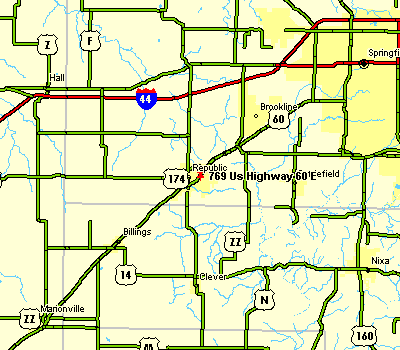 Z
F
Springfi
Hall
44
Brookline
60
Republic
174
769 Us Highway 60 E
efield
Billings
ZZ
14
Clever
Nixa
N
Marionville
ZZ
160